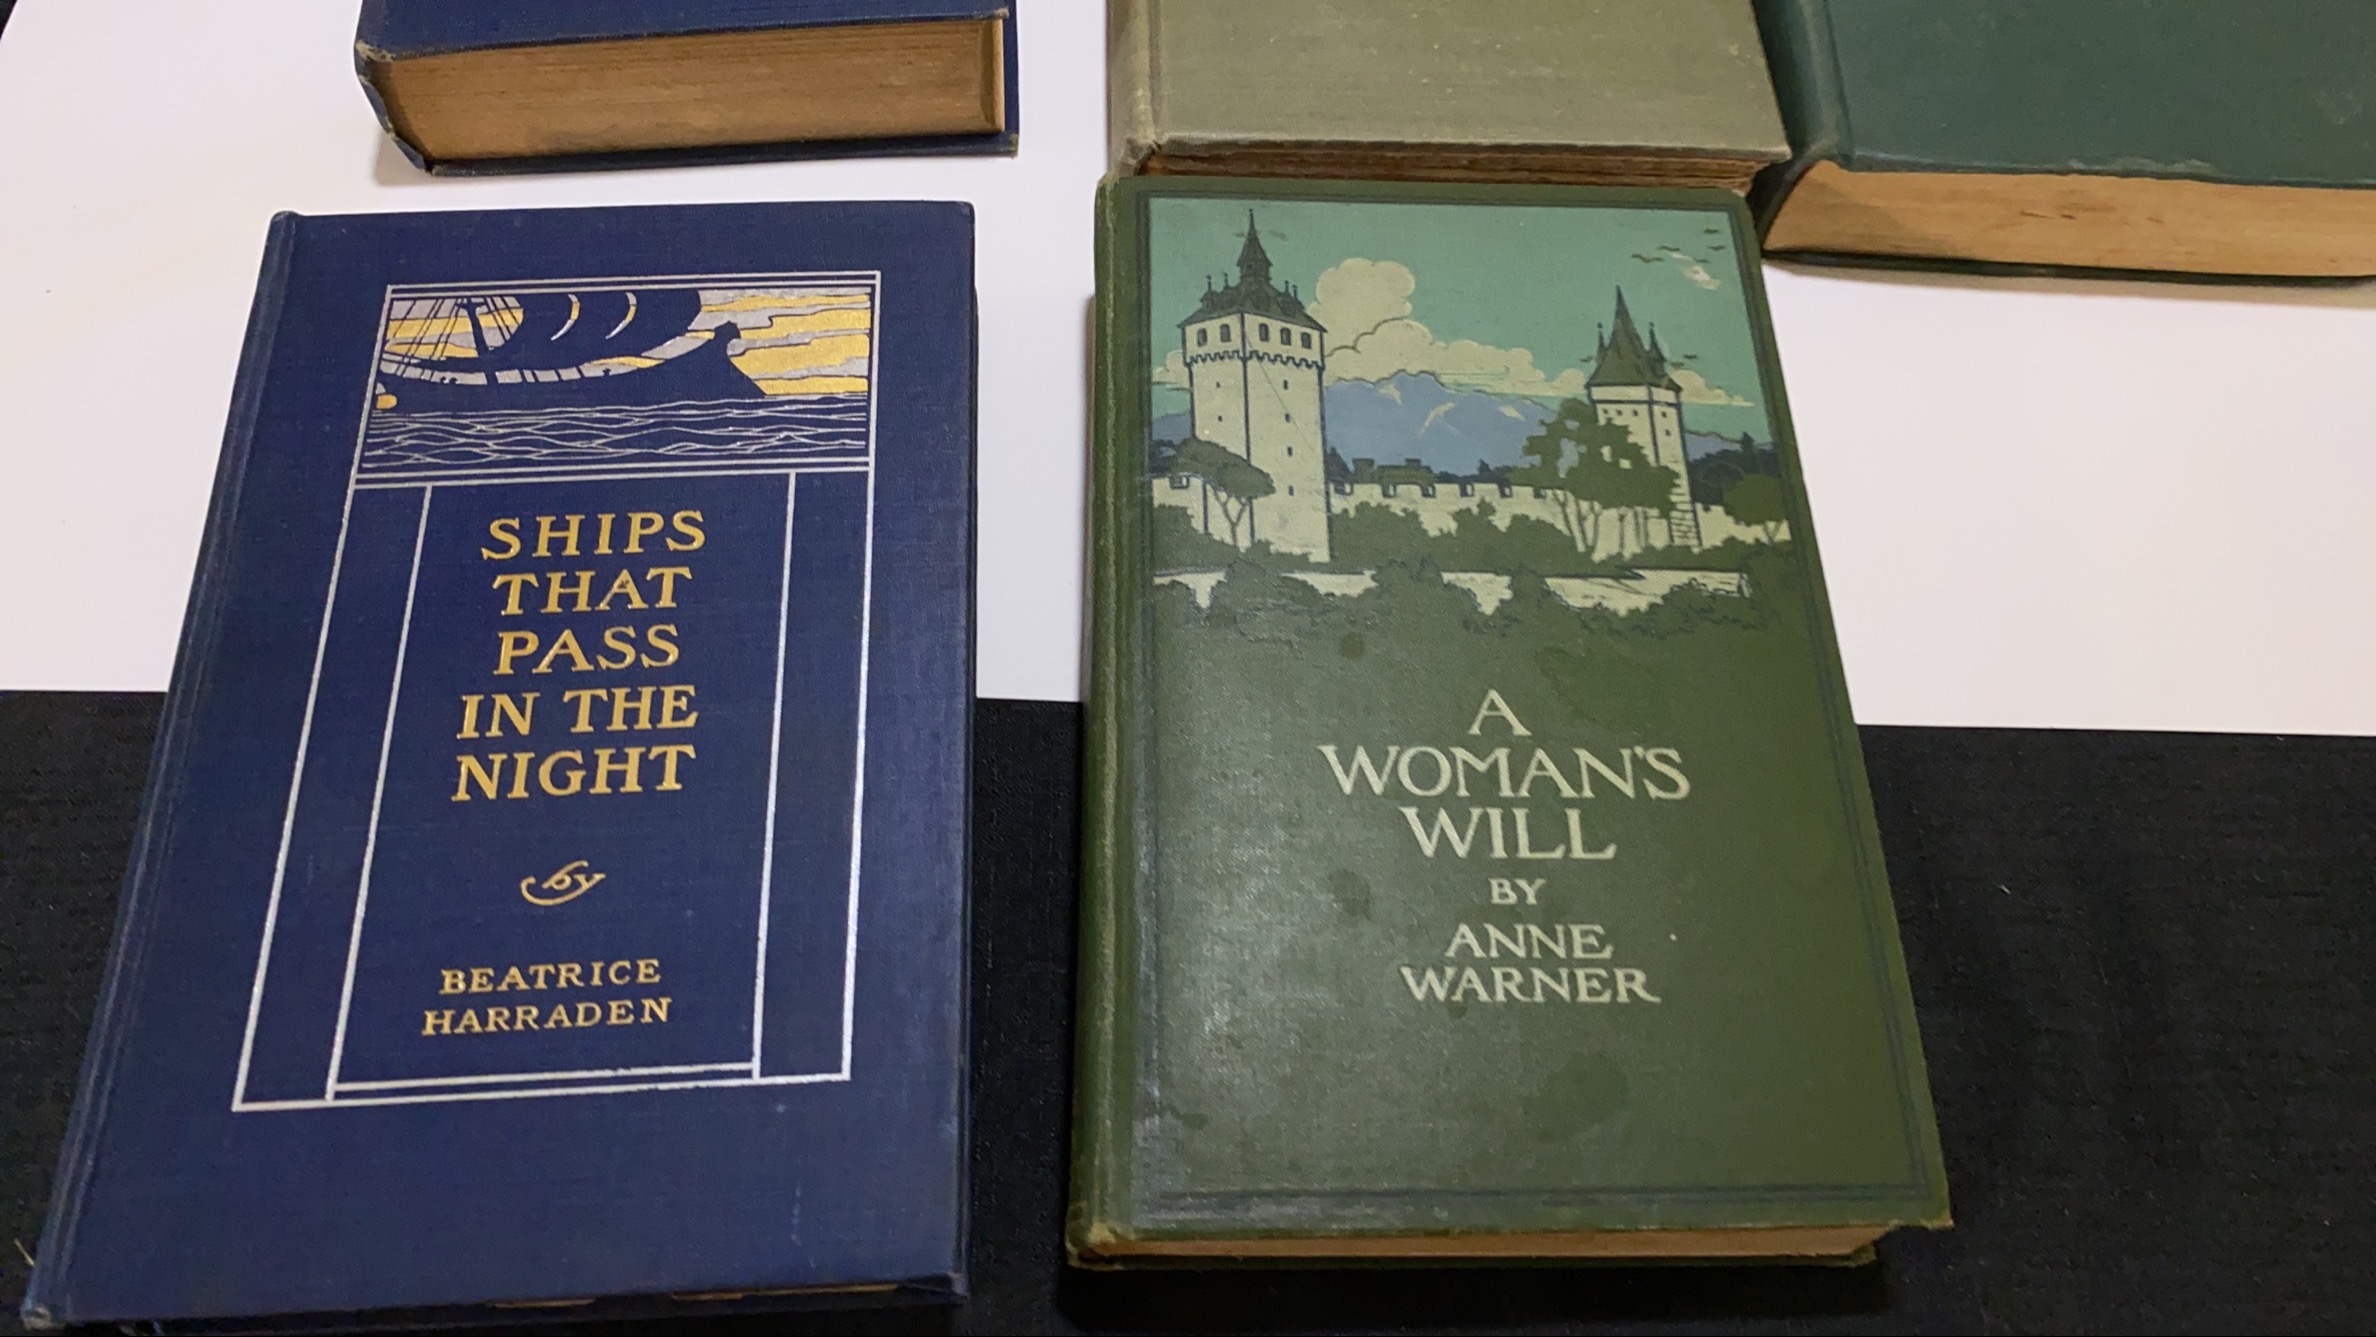 SHIPS
THAT
PASS
IN THE
NIGHT
by
BEATRICE
HARRADEN
A
WOMAN'S
WILL
BY
ANNE
WARNER